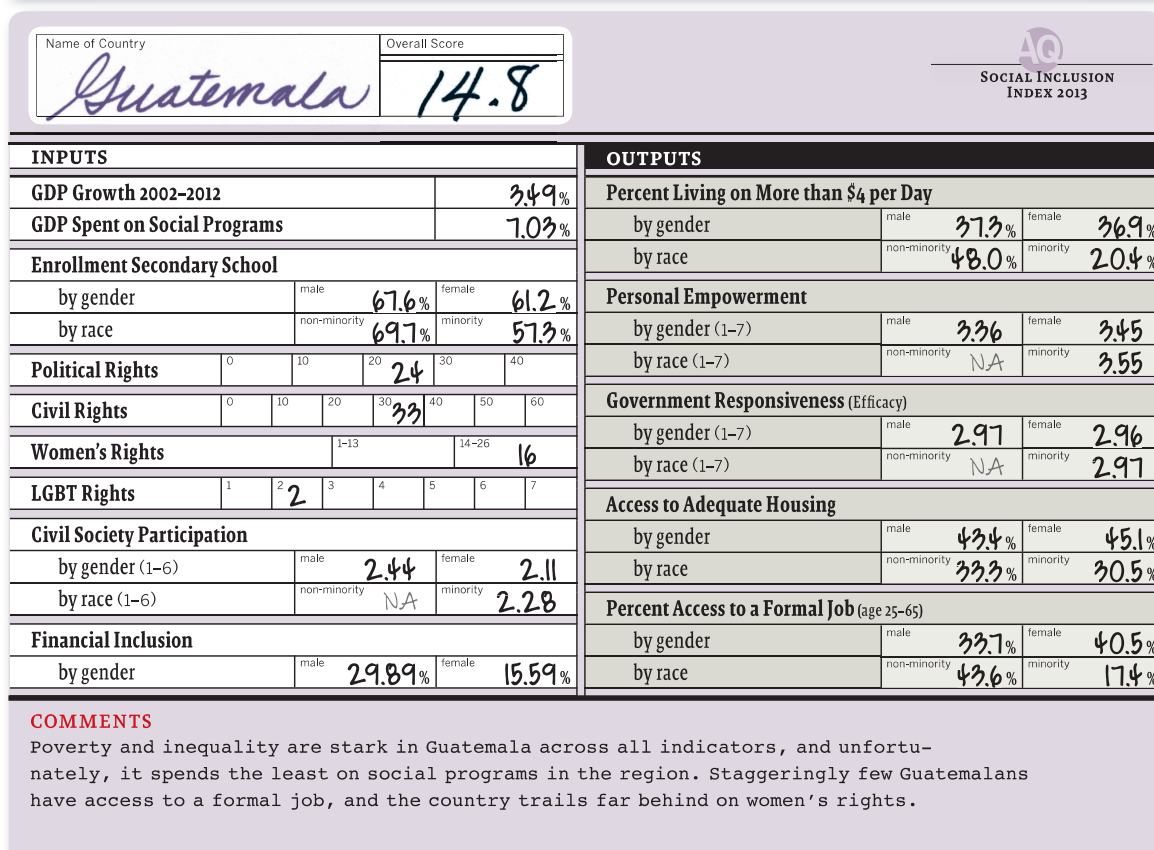 Name of Country
Overall Score
Guatemala
14.8
AQ
SOCIAL INCLUSION
INDEX 2013
INPUTS
GDP Growth 2002–2012 3.49%
GDP Spent on Social Programs 7.03%
Enrollment Secondary School
by gender male 67.6% female 61.2%
by race non-minority 69.7% minority 57.3%
Political Rights 0 10 20 24 30 40
Civil Rights 0 10 20 30 33 40 50 60
Women's Rights 1–13 14–26 16
LGBT Rights 1 2 2 3 4 5 6 7
Civil Society Participation
by gender (1–6) male 2.44 female 2.11
by race (1–6) non-minority NA minority 2.28
Financial Inclusion
by gender male 29.89% female 15.59%
OUTPUTS
Percent Living on More than $4 per Day
by gender male 37.3% female 36.9%
by race non-minority 48.0% minority 20.4%
Personal Empowerment
by gender (1–7) male 3.36 female 3.45
by race (1–7) non-minority NA minority 3.55
Government Responsiveness (Efficacy)
by gender (1–7) male 2.97 female 2.96
by race (1–7) non-minority NA minority 2.97
Access to Adequate Housing
by gender male 43.4% female 45.1%
by race non-minority 33.3% minority 30.5%
Percent Access to a Formal Job (age 25–65)
by gender male 33.7% female 40.5%
by race non-minority 43.6% minority 17.4%
COMMENTS
Poverty and inequality are stark in Guatemala across all indicators, and unfortu–
nately, it spends the least on social programs in the region. Staggeringly few Guatemalans
have access to a formal job, and the country trails far behind on women's rights.